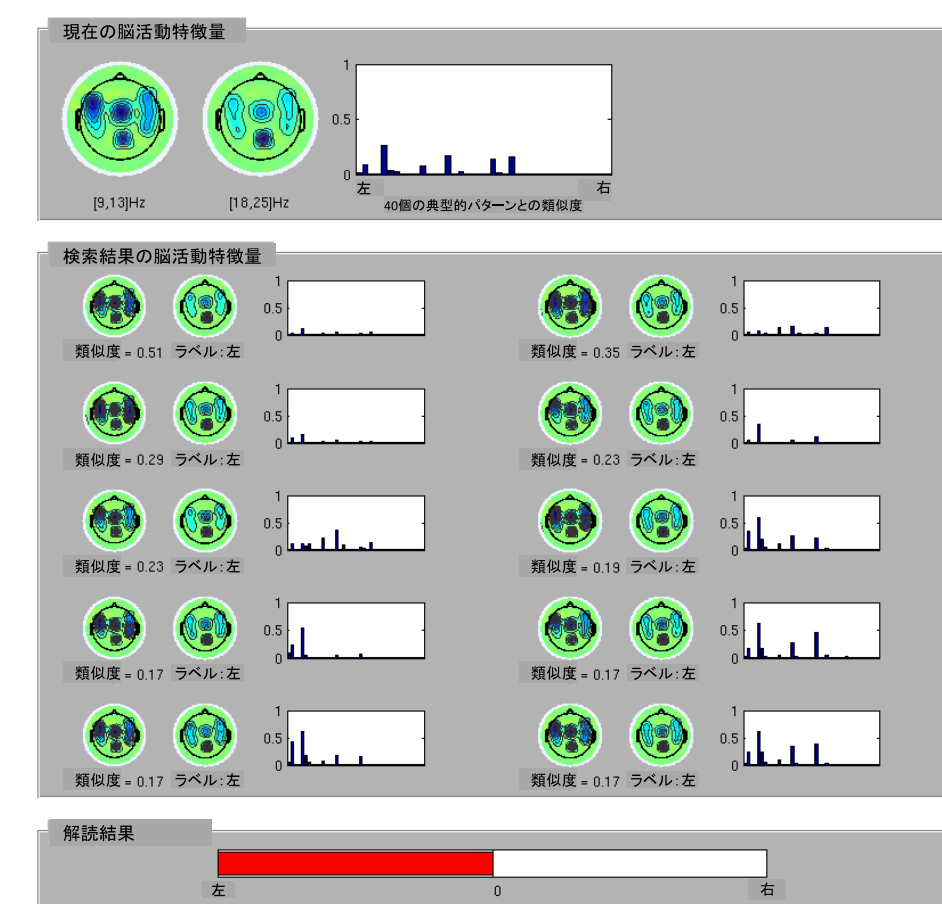 現在の脳活動特徴量
1
0.5
0
左 右
[9,13]Hz [18,25]Hz 40個の典型的パターンとの類似度
検索結果の脳活動特徴量
1 1
0.5 0.5
0 0
類似度 = 0.51 ラベル:左 類似度 = 0.35 ラベル:左
1 1
0.5 0.5
0 0
類似度 = 0.29 ラベル:左 類似度 = 0.23 ラベル:左
1 1
0.5 0.5
0 0
類似度 = 0.23 ラベル:左 類似度 = 0.19 ラベル:左
1 1
0.5 0.5
0 0
類似度 = 0.17 ラベル:左 類似度 = 0.17 ラベル:左
1 1
0.5 0.5
0 0
類似度 = 0.17 ラベル:左 類似度 = 0.17 ラベル:左
解読結果
左 0 右